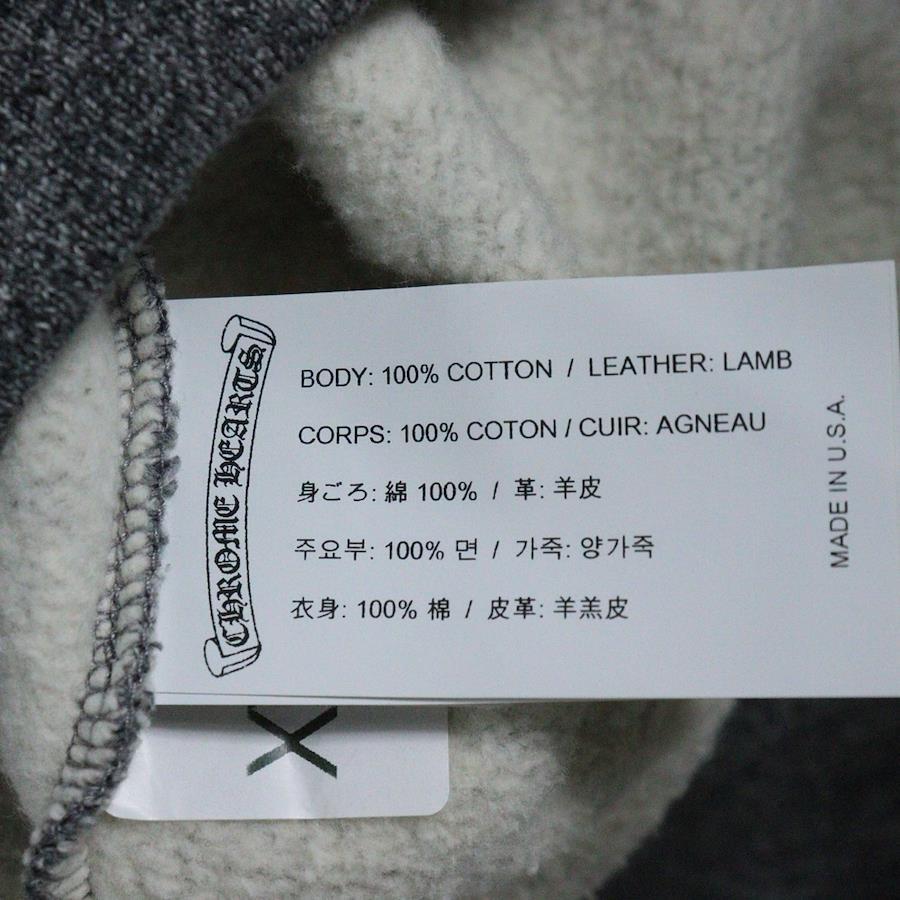 CHROME HEARTS
BODY: 100% COTTON / LEATHER: LAMB
CORPS: 100% COTON / CUIR: AGNEAU
身ごろ: 綿 100% / 革: 羊皮
주요부: 100% 면 / 가죽: 양가죽
衣身: 100% 棉 / 皮革: 羊羔皮
MADE IN U.S.A.
X